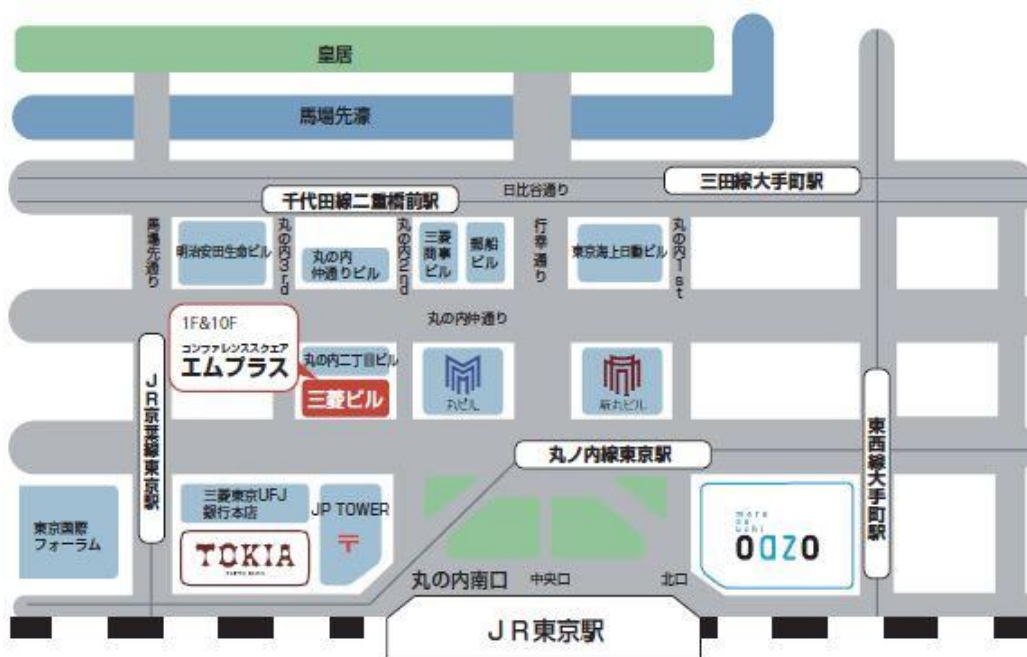 皇居
馬場先濠
三田線大手町駅
日比谷通り
千代田線二重橋前駅
馬場先通り
明治安田生命ビル
丸の内3rd
丸の内
仲通りビル
丸の内2nd
三菱
商事
ビル
郵船
ビル
行幸通り
東京海上日動ビル
丸の内1st
丸の内仲通り
1F&10F
コンファレンススクエア
エムプラス
丸の内二丁目ビル
三菱ビル
丸ビル
新丸ビル
JR京葉線東京駅
東西線大手町駅
丸ノ内線東京駅
東京国際
フォーラム
三菱東京UFJ
銀行本店
TOKIA
JP TOWER
〒
maru
no
uchi
oazo
丸の内南口
中央口
北口
JR東京駅